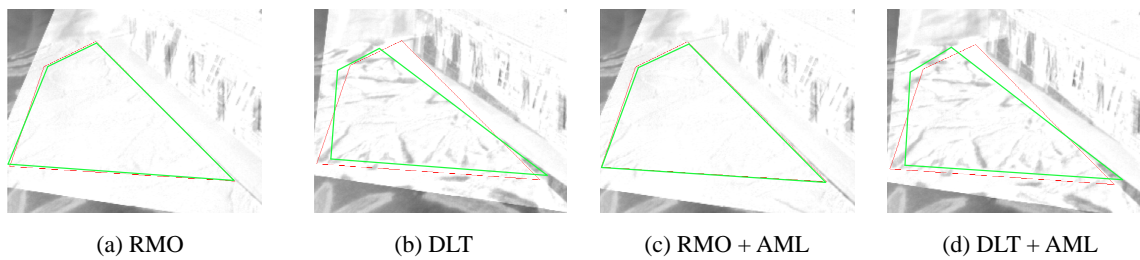 (a) RMO
(b) DLT
(c) RMO + AML
(d) DLT + AML